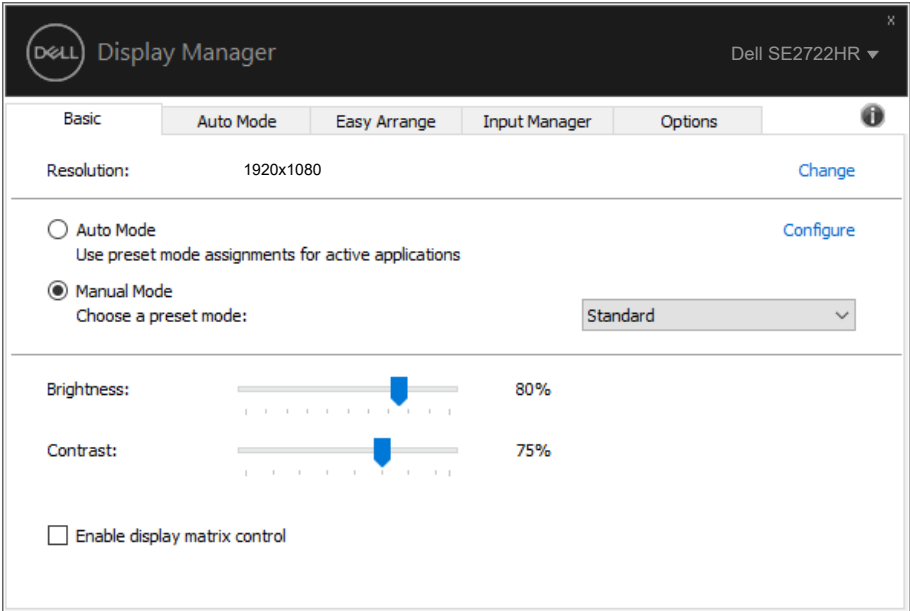 x
DELL Display Manager
Dell SE2722HR
Basic Auto Mode Easy Arrange Input Manager Options
Resolution: 1920x1080 Change
Auto Mode Configure
Use preset mode assignments for active applications
Manual Mode
Choose a preset mode: Standard
Brightness: 80%
Contrast: 75%
Enable display matrix control